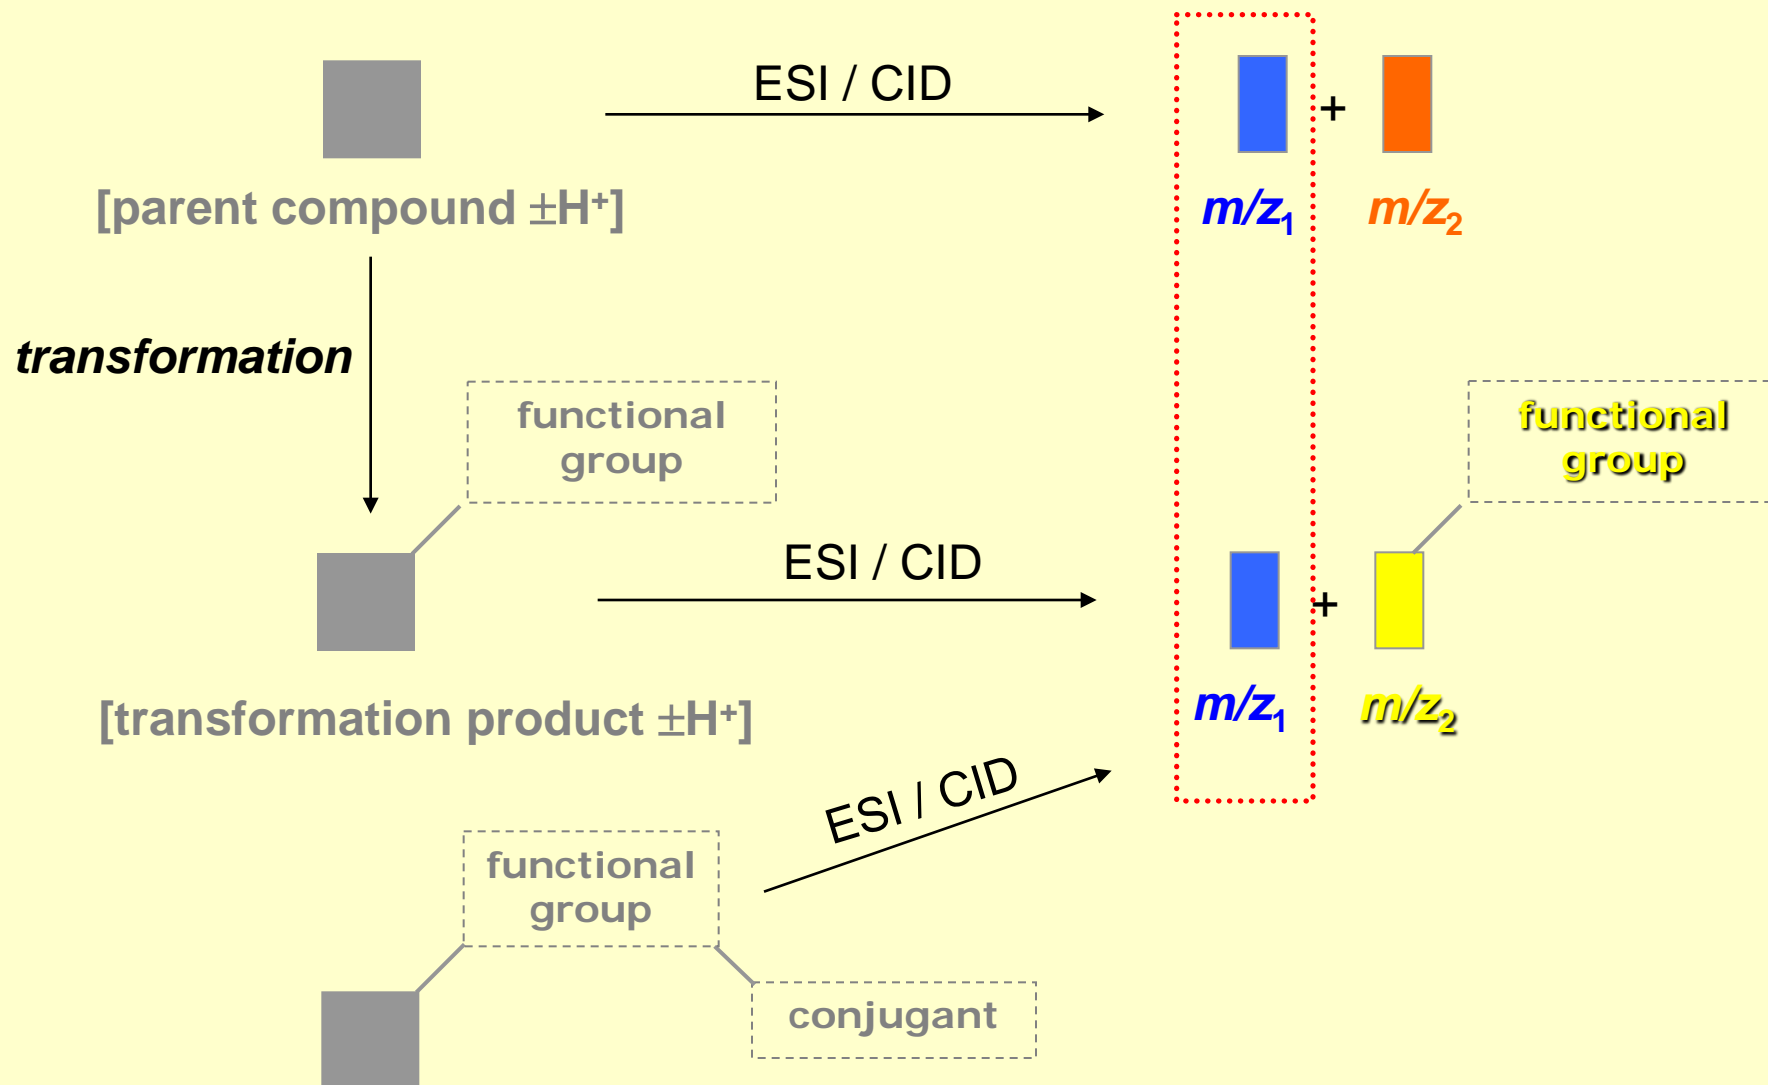 ESI / CID
+
[parent compound ±H⁺]
m/z₁
m/z₂
transformation
functional
group
functional
group
ESI / CID
+
[transformation product ±H⁺]
m/z₁
m/z₂
ESI / CID
functional
group
conjugant